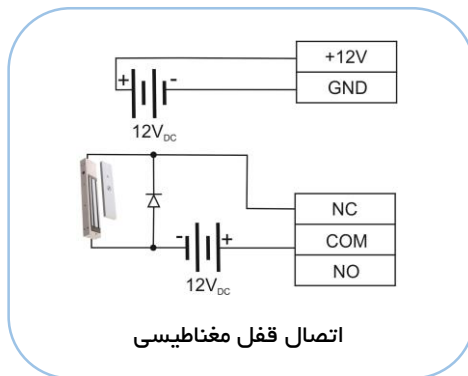 +12V
GND
+ -
12VDC
NC
COM
NO
- +
12VDC
اتصال قفل مغناطیسی